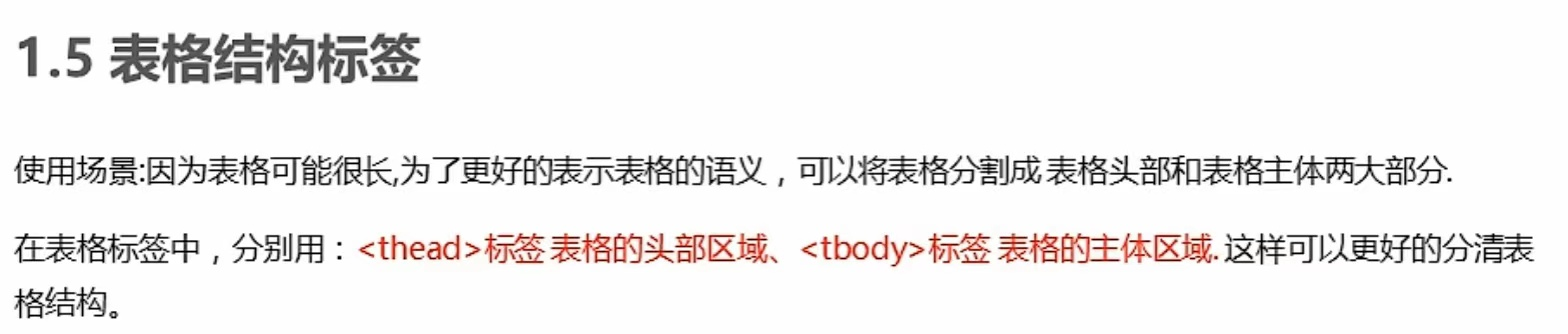 1.5 表格结构标签
使用场景:因为表格可能很长,为了更好的表示表格的语义，可以将表格分割成 表格头部和表格主体两大部分.
在表格标签中，分别用：<thead>标签 表格的头部区域、<tbody>标签 表格的主体区域. 这样可以更好的分清表
格结构。